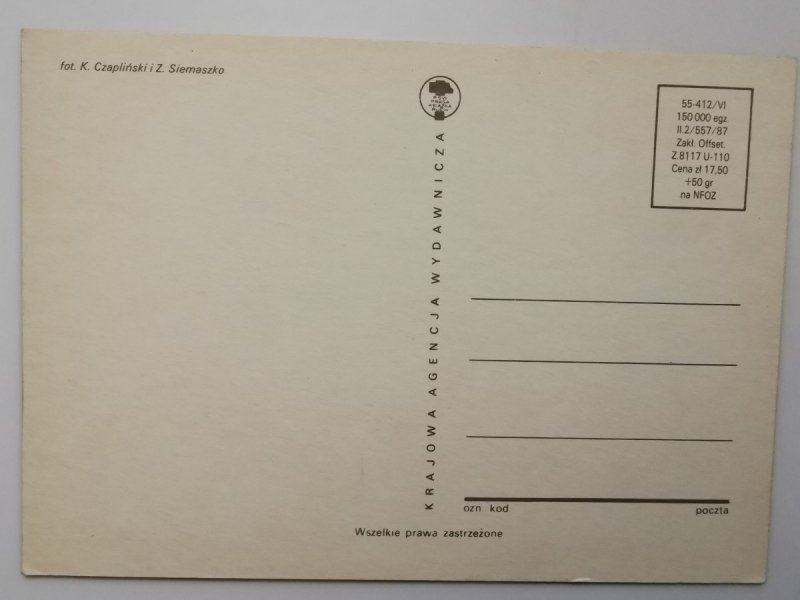 fot. K. Czapliński i Z. Siemaszko
KRAJOWA AGENCJA WYDAWNICZA
55-412/VI
150 000 egz.
II.2/557/87
Zakł. Offset.
Z.8117 U-110
Cena zł 17,50
+50 gr
na NFOZ
ozn kod
poczta
Wszelkie prawa zastrzeżone